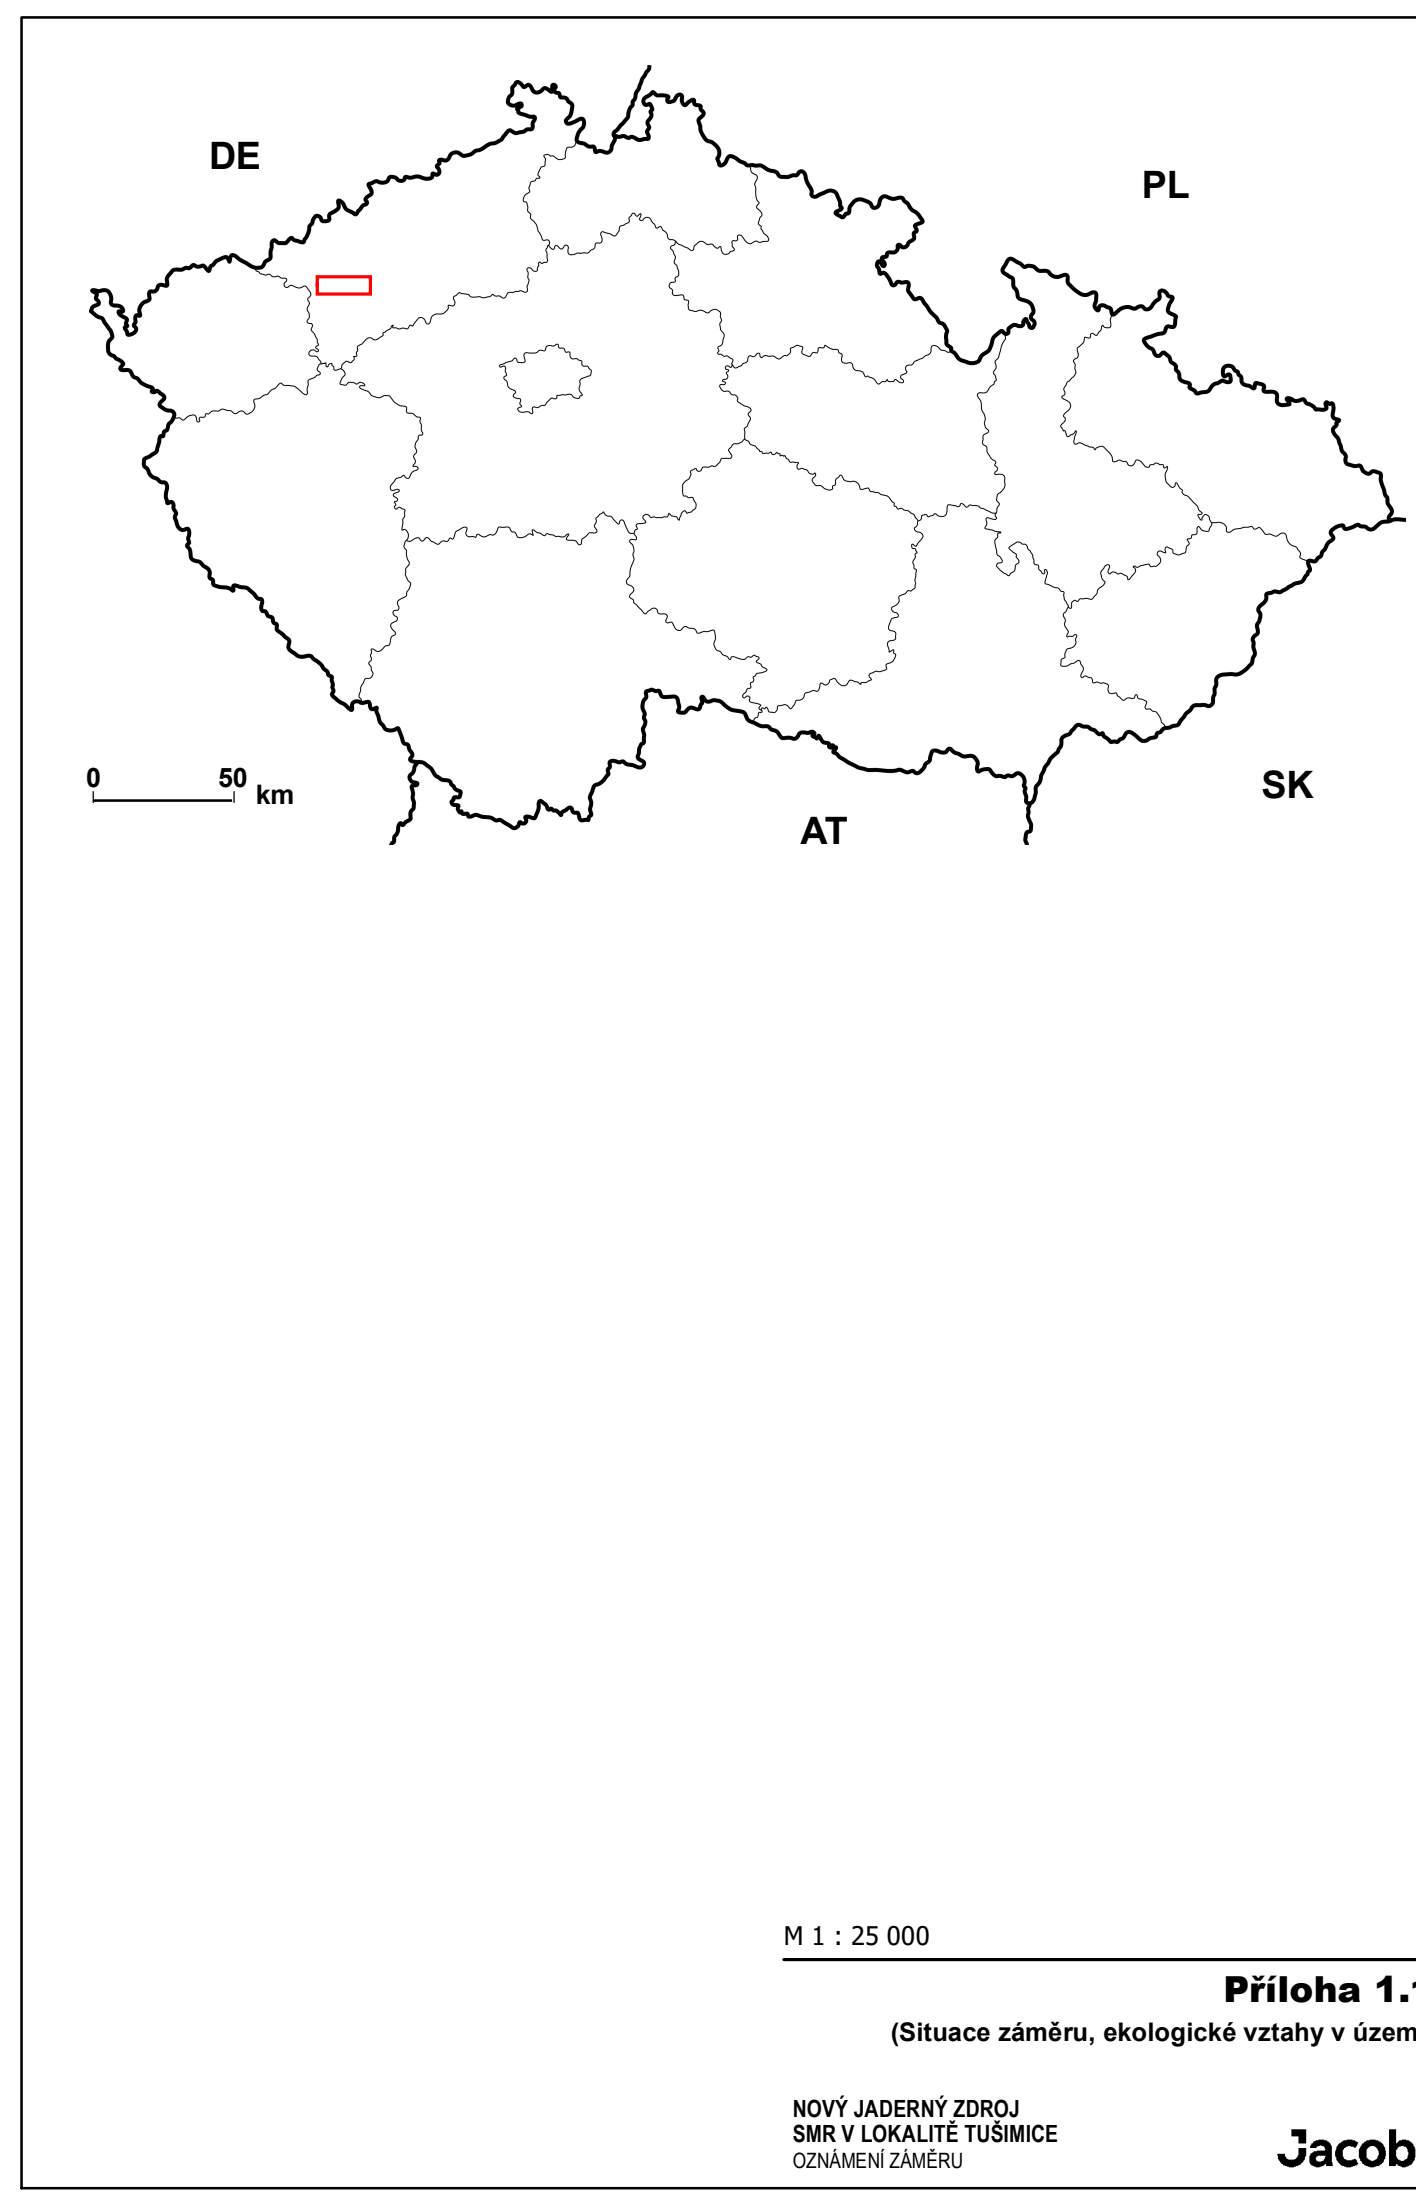 DE
PL
0 50 km
SK
AT
M 1 : 25 000
Příloha 1.1
(Situace záměru, ekologické vztahy v územ
NOVÝ JADERNÝ ZDROJ
SMR V LOKALITĚ TUŠIMICE
OZNÁMENÍ ZÁMĚRU
Jacob